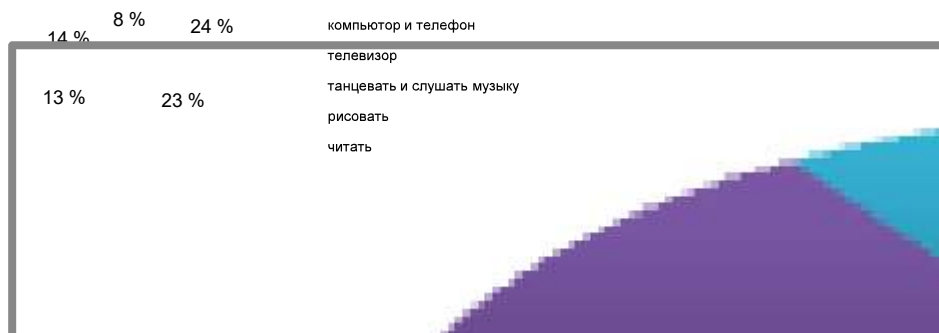 8 %
24 %
14 %
13 %
23 %
компьютор и телефон
телевизор
танцевать и слушать музыку
рисовать
читать